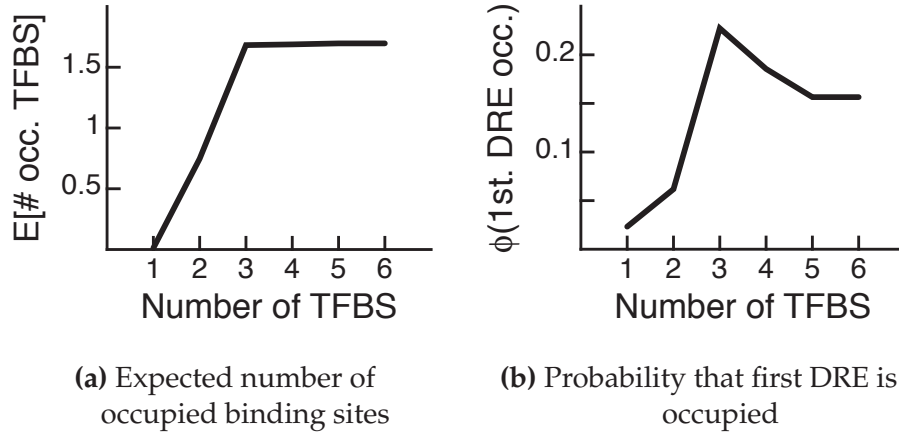 E[# occ. TFBS]
1.5
1
0.5
1 2 3 4 5 6
Number of TFBS
(a) Expected number of
occupied binding sites
ϕ(1st. DRE occ.)
0.2
0.1
1 2 3 4 5 6
Number of TFBS
(b) Probability that first DRE is
occupied